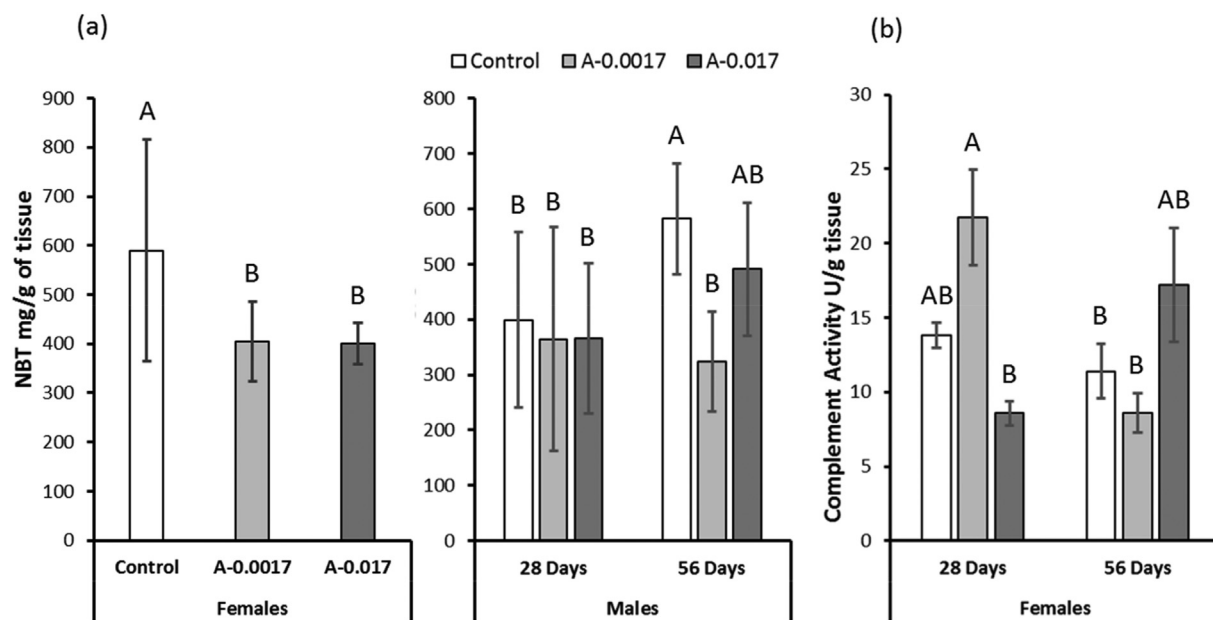 (a)
(b)
Control A-0.0017 A-0.017
NBT mg/g of tissue
900
800
700
600
500
400
300
200
100
0
A
B
B
Control A-0.0017 A-0.017
Females
800
700
600
500
400
300
200
100
0
B B B A B AB
28 Days 56 Days
Males
Complement Activity U/g tissue
30
25
20
15
10
5
0
AB A B B B AB
28 Days 56 Days
Females